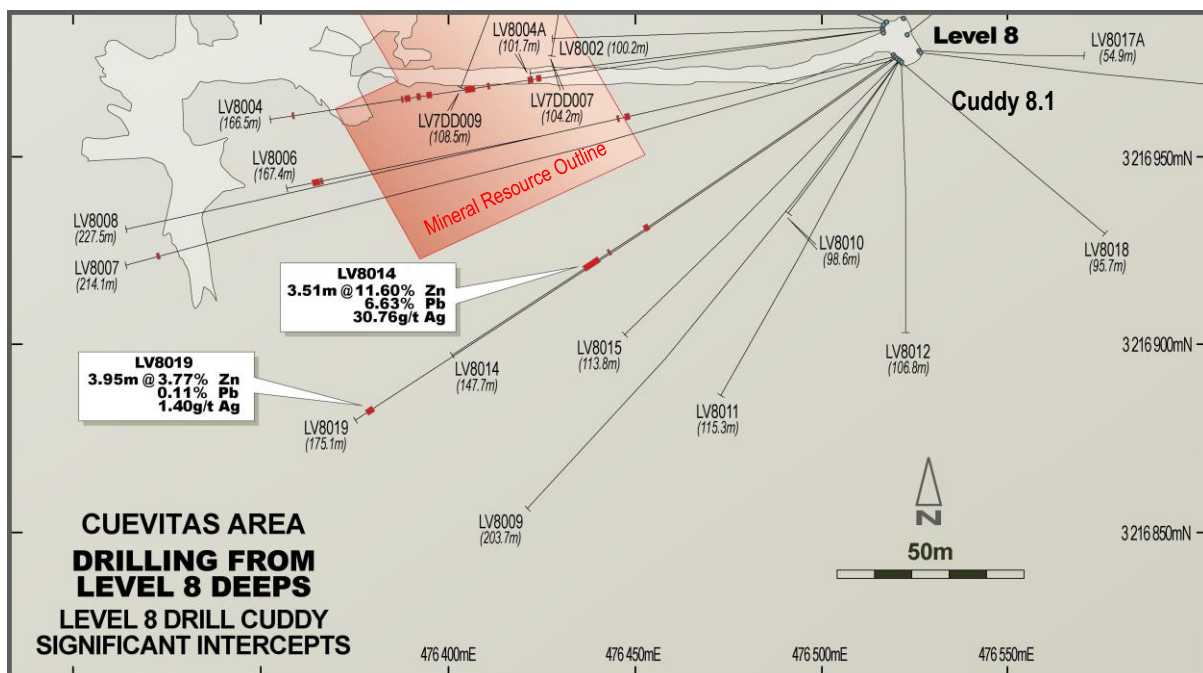 LV8004A
(101.7m)
LV8002 (100.2m)
Level 8
LV8017A
(54.9m)
LV8004
(166.5m)
LV7DD009
(108.5m)
LV7DD007
(104.2m)
Cuddy 8.1
LV8006
(167.4m)
3 216 950mN
Mineral Resource Outline
LV8008
(227.5m)
LV8007
(214.1m)
LV8010
(98.6m)
LV8018
(95.7m)
LV8014
3.51m @ 11.60% Zn
6.63% Pb
30.76g/t Ag
LV8015
(113.8m)
LV8012
(106.8m)
3 216 900mN
LV8019
3.95m @ 3.77% Zn
0.11% Pb
1.40g/t Ag
LV8014
(147.7m)
LV8019
(175.1m)
LV8011
(115.3m)
LV8009
(203.7m)
N
50m
3 216 850mN
CUEVITAS AREA
DRILLING FROM
LEVEL 8 DEEPS
LEVEL 8 DRILL CUDDY
SIGNIFICANT INTERCEPTS
476 400mE
476 450mE
476 500mE
476 550mE